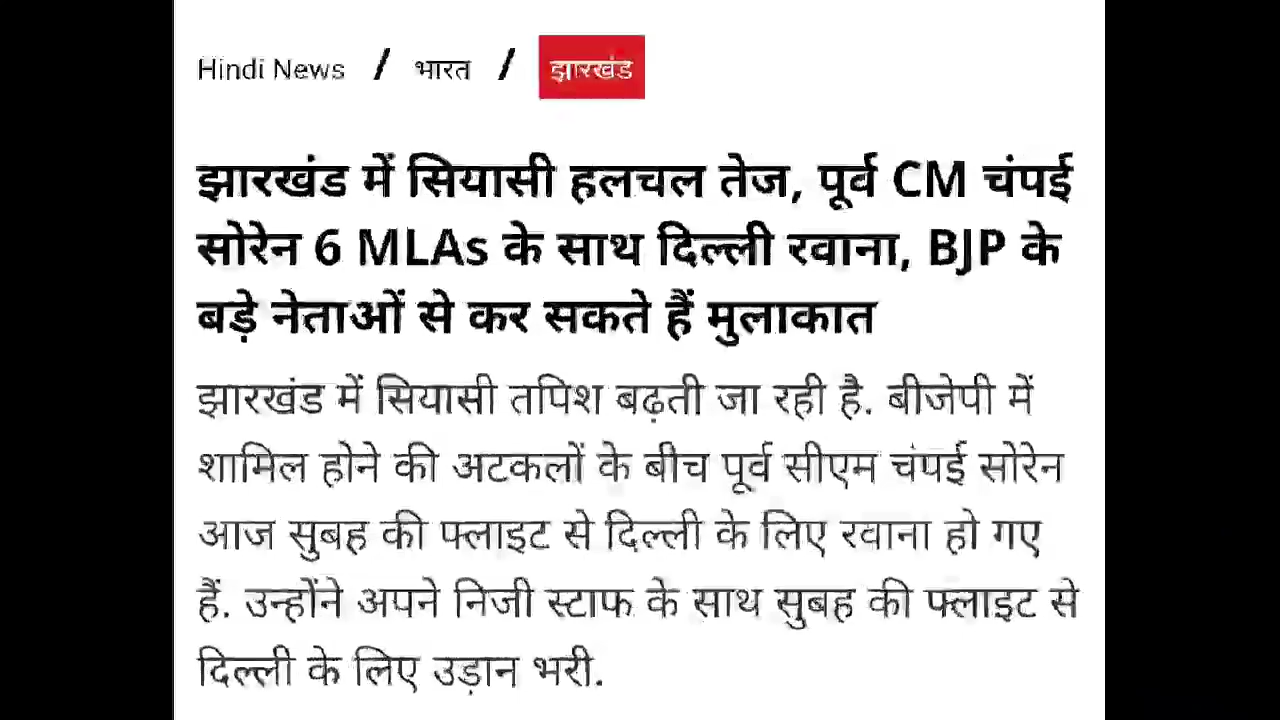 Hindi News / भारत / झारखंड
झारखंड में सियासी हलचल तेज, पूर्व CM चंपई
सोरेन 6 MLAs के साथ दिल्ली रवाना, BJP के
बड़े नेताओं से कर सकते हैं मुलाकात
झारखंड में सियासी तपिश बढ़ती जा रही है. बीजेपी में
शामिल होने की अटकलों के बीच पूर्व सीएम चंपई सोरेन
आज सुबह की फ्लाइट से दिल्ली के लिए रवाना हो गए
हैं. उन्होंने अपने निजी स्टाफ के साथ सुबह की फ्लाइट से
दिल्ली के लिए उड़ान भरी.